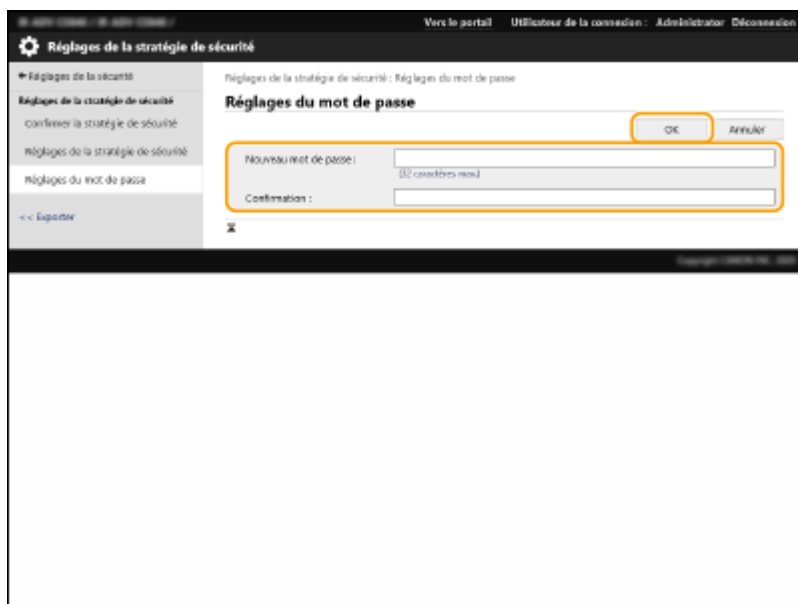 Vers le portail Utilisateur de la connexion : Administrator Déconnexion
Réglages de la stratégie de sécurité
Réglages de la sécurité
Réglages de la stratégie de sécurité : Réglages du mot de passe
Réglages de la stratégie de sécurité
Réglages du mot de passe
Confirmer la stratégie de sécurité
OK Annuler
Réglages de la stratégie de sécurité
Nouveau mot de passe :
(32 caractères max.)
Réglages du mot de passe
Confirmation :
<< Exporter